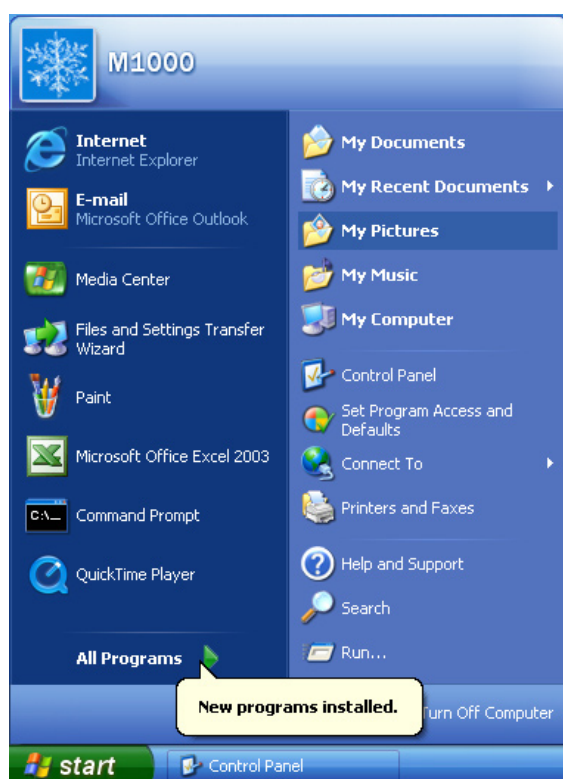 M1000
Internet
Internet Explorer
E-mail
Microsoft Office Outlook
Media Center
Files and Settings Transfer
Wizard
Paint
Microsoft Office Excel 2003
C:\_
Command Prompt
QuickTime Player
All Programs
My Documents
My Recent Documents
My Pictures
My Music
My Computer
Control Panel
Set Program Access and
Defaults
Connect To
Printers and Faxes
Help and Support
Search
Run...
New programs installed.
Turn Off Computer
start
Control Panel